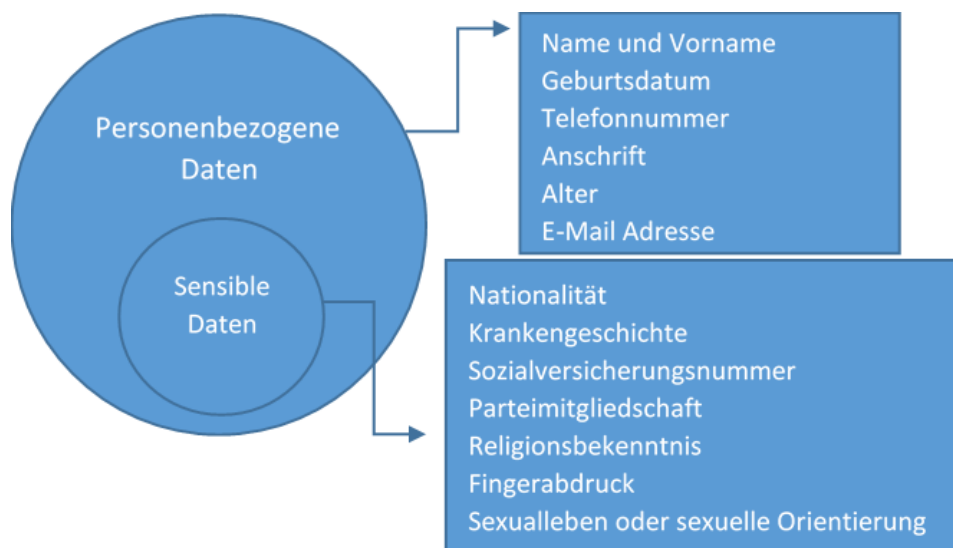 Personenbezogene
Daten
Sensible
Daten
Name und Vorname
Geburtsdatum
Telefonnummer
Anschrift
Alter
E-Mail Adresse
Nationalität
Krankengeschichte
Sozialversicherungsnummer
Parteimitgliedschaft
Religionsbekenntnis
Fingerabdruck
Sexualleben oder sexuelle Orientierung